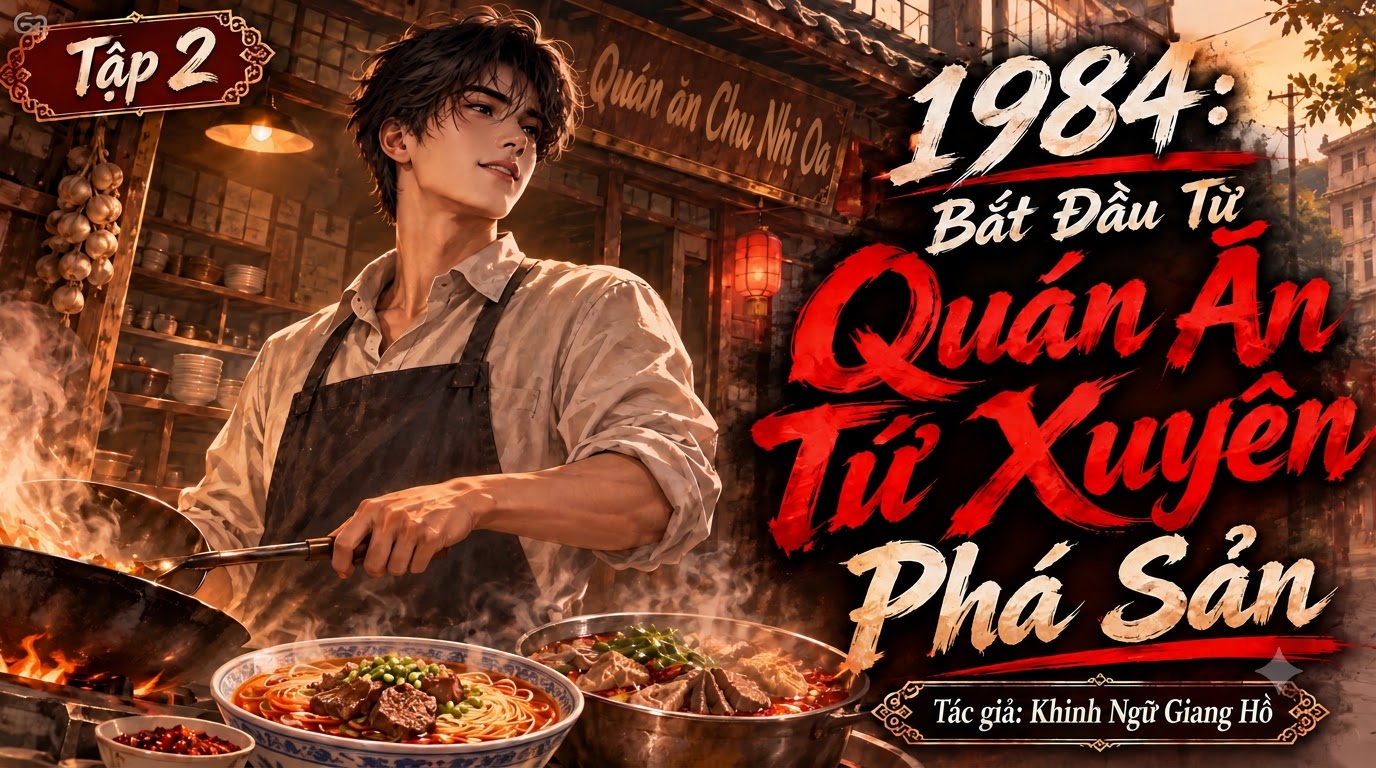 Tập 2
Quán ăn Chu Nhị Oa
1984:
Bắt Đầu Từ
Quán Ăn
Tứ Xuyên
Phá Sản
Tác giả: Khinh Ngữ Giang Hồ